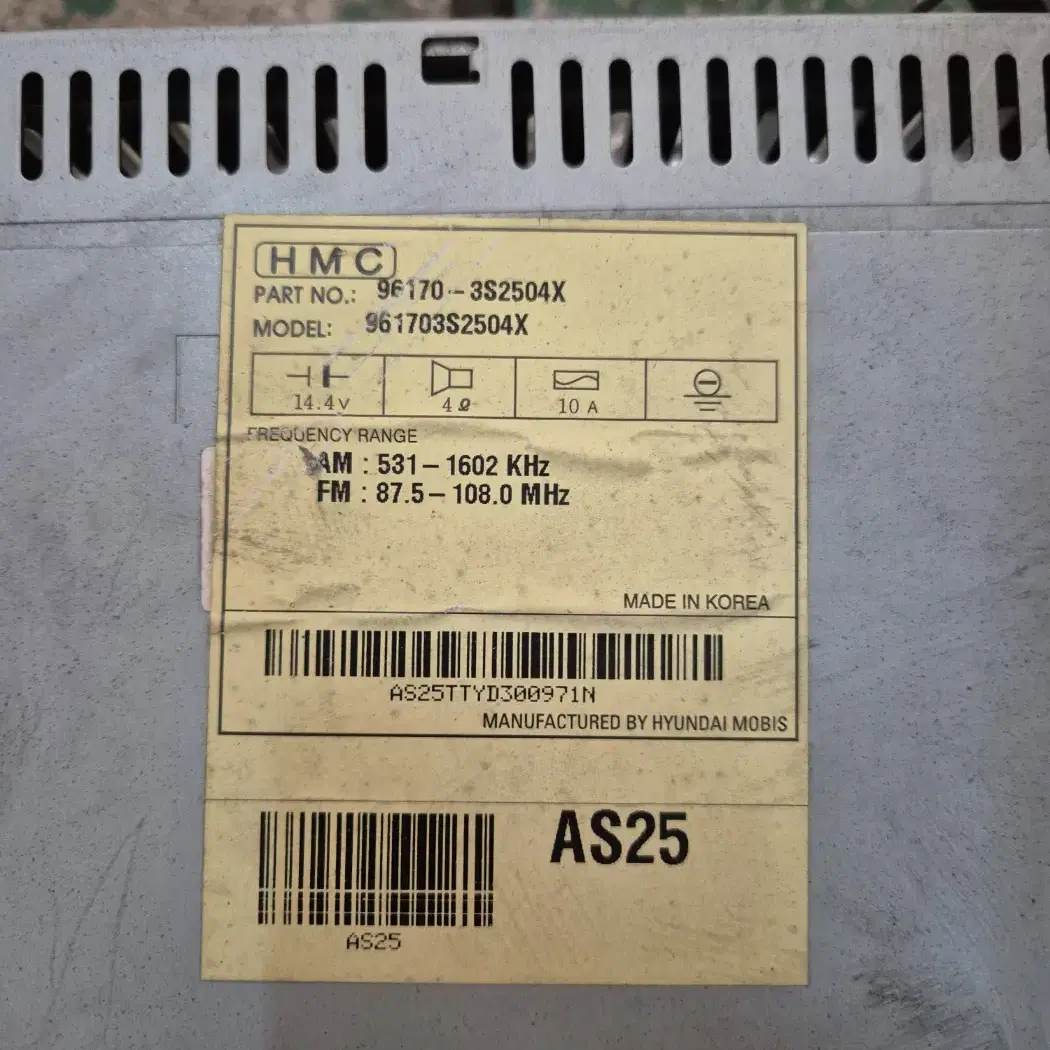 HMC
PART NO.: 96170-3S2504X
MODEL: 961703S2504X
14.4v 4Ω 10 A
FREQUENCY RANGE
AM : 531-1602 KHz
FM : 87.5-108.0 MHz
MADE IN KOREA
AS25TTYD300971N
MANUFACTURED BY HYUNDAI MOBIS
AS25
AS25